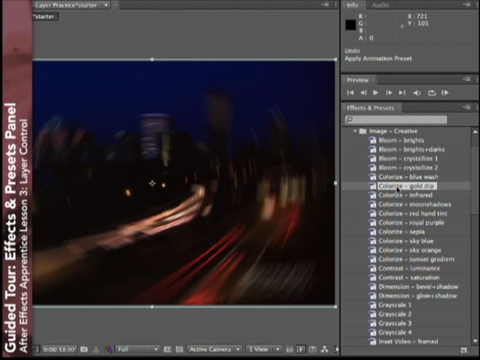 -Layer Practice*starter
*starter
Info
Audio
R :
G :
B :
A : 0
X : 721
Y : 105
Undo
Apply Animation Preset
Preview
Effects & Presets
Image - Creative
Bloom - brights
Bloom - brights+darks
Bloom - crystallize 1
Bloom - crystallize 2
Colorize - blue wash
Colorize - gold dip
Colorize - infrared
Colorize - moonshadows
Colorize - red hand tint
Colorize - royal purple
Colorize - sepia
Colorize - sky blue
Colorize - sky orange
Colorize - sunset gradient
Contrast - luminance
Contrast - saturation
Dimension - bevel+shadow
Dimension - glow+shadow
Grayscale 1
Grayscale 2
Grayscale 3
Grayscale 4
Inset Video - framed
0:00:18:07
Full
Active Camera
1 View
Guided Tour: Effects & Presets Panel
After Effects Apprentice Lesson 3: Layer Control